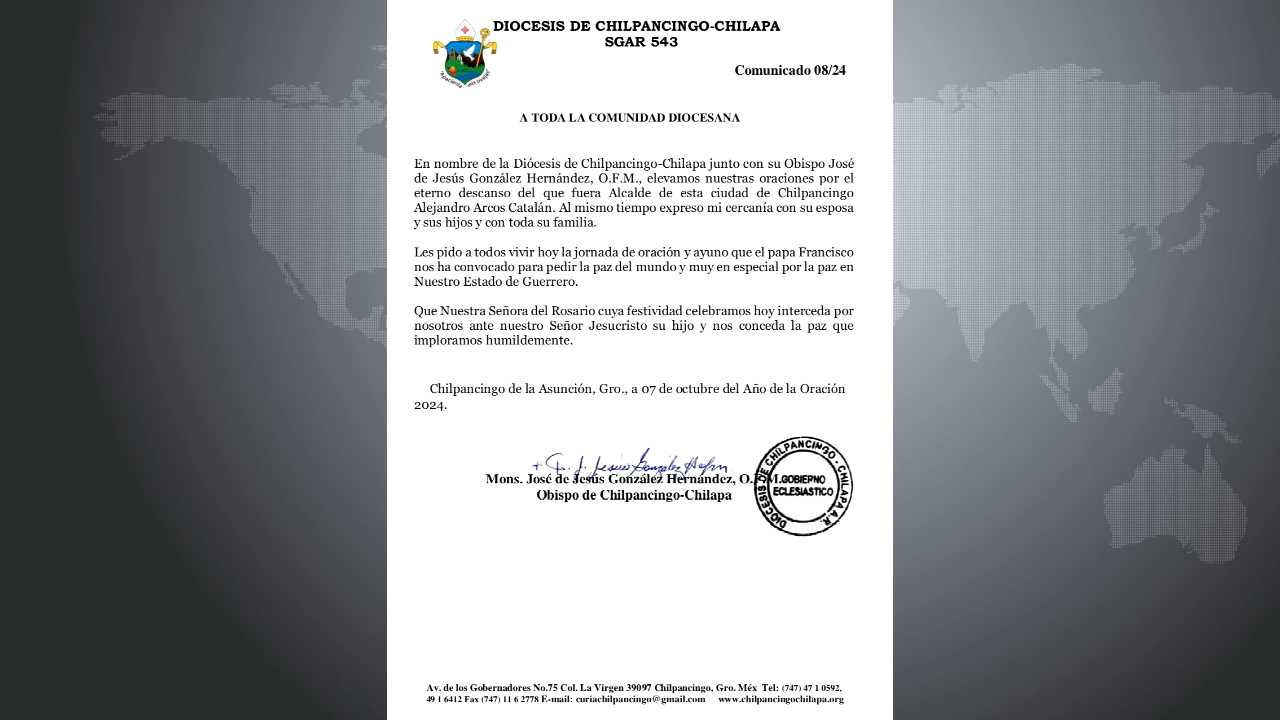 DIOCESIS DE CHILPANCINGO-CHILAPA
SGAR 543
"Apacienta mis ovejas"
Comunicado 08/24
A TODA LA COMUNIDAD DIOCESANA
En nombre de la Diócesis de Chilpancingo-Chilapa junto con su Obispo José
de Jesús González Hernández, O.F.M., elevamos nuestras oraciones por el
eterno descanso del que fuera Alcalde de esta ciudad de Chilpancingo
Alejandro Arcos Catalán. Al mismo tiempo expreso mi cercanía con su esposa
y sus hijos y con toda su familia.
Les pido a todos vivir hoy la jornada de oración y ayuno que el papa Francisco
nos ha convocado para pedir la paz del mundo y muy en especial por la paz en
Nuestro Estado de Guerrero.
Que Nuestra Señora del Rosario cuya festividad celebramos hoy interceda por
nosotros ante nuestro Señor Jesucristo su hijo y nos conceda la paz que
imploramos humildemente.
Chilpancingo de la Asunción, Gro., a 07 de octubre del Año de la Oración
2024.
Mons. José de Jesús González Hernández, O.F.M.
Obispo de Chilpancingo-Chilapa
DIOCESIS DE CHILPANCINGO - CHILAPA A.R.
GOBIERNO
ECLESIASTICO
Av. de los Gobernadores No.75 Col. La Virgen 39097 Chilpancingo, Gro. Méx Tel: (747) 47 1 0592,
49 1 6412 Fax (747) 11 6 2778 E-mail: curiachilpancingo@gmail.com www.chilpancingochilapa.org